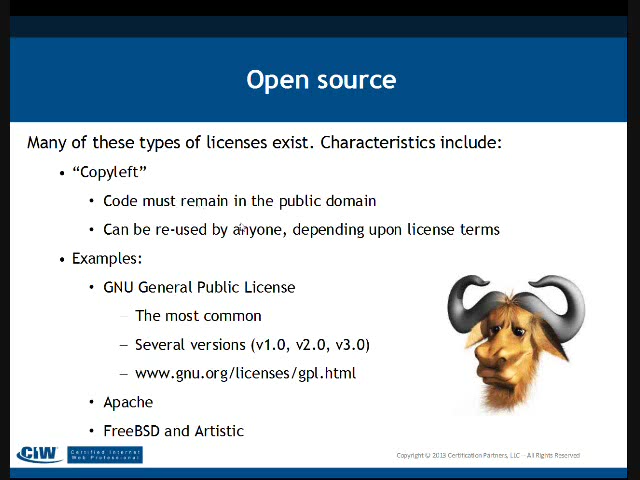 Open source
Many of these types of licenses exist. Characteristics include:
• “Copyleft”
• Code must remain in the public domain
• Can be re-used by anyone, depending upon license terms
• Examples:
• GNU General Public License
– The most common
– Several versions (v1.0, v2.0, v3.0)
– www.gnu.org/licenses/gpl.html
• Apache
• FreeBSD and Artistic
CIW
Certified Internet
Web Professional
Copyright © 2013 Certification Partners, LLC – All Rights Reserved